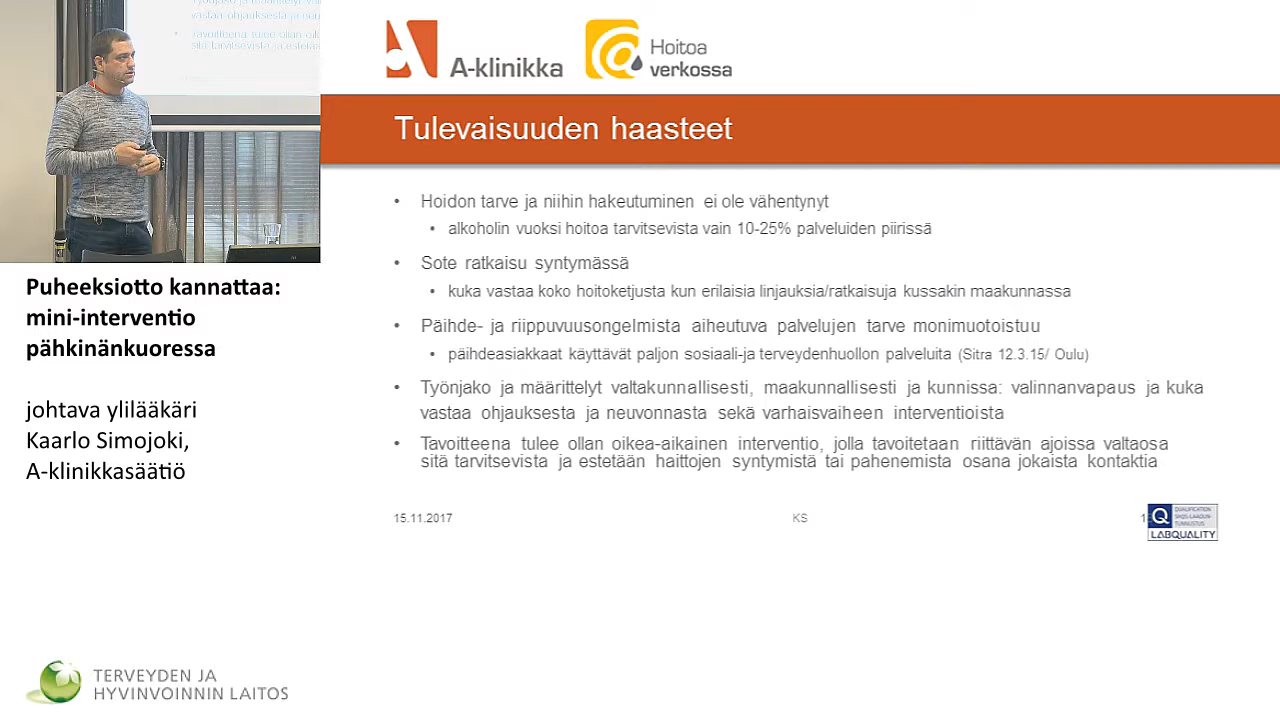 A-klinikka
Hoitoa
verkossa
Tulevaisuuden haasteet
• Hoidon tarve ja niihin hakeutuminen ei ole vähentynyt
• alkoholin vuoksi hoitoa tarvitsevista vain 10-25% palveluiden piirissä
• Sote ratkaisu syntymässä
• kuka vastaa koko hoitoketjusta kun erilaisia linjauksia/ratkaisuja kussakin maakunnassa
• Päihde- ja riippuvuusongelmista aiheutuva palvelujen tarve monimuotoistuu
• päihdeasiakkaat käyttävät paljon sosiaali-ja terveydenhuollon palveluita (Sitra 12.3.15/ Oulu)
• Työnjako ja määrittelyt valtakunnallisesti, maakunnallisesti ja kunnissa: valinnanvapaus ja kuka
vastaa ohjauksesta ja neuvonnasta sekä varhaisvaiheen interventioista
• Tavoitteena tulee ollan oikea-aikainen interventio, jolla tavoitetaan riittävän ajoissa valtaosa
sitä tarvitsevista ja estetään haittojen syntymistä tai pahenemista osana jokaista kontaktia
15.11.2017
KS
Q
LABQUALITY
Puheeksiotto kannattaa:
mini-interventio
pähkinänkuoressa
johtava ylilääkäri
Kaarlo Simojoki,
A-klinikkasäätiö
TERVEYDEN JA
HYVINVOINNIN LAITOS